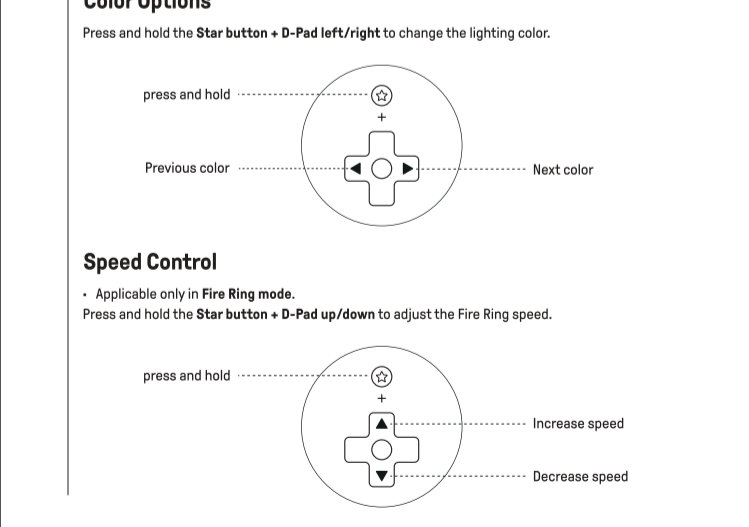 Color Options
Press and hold the Star button + D-Pad left/right to change the lighting color.
press and hold
+
Previous color
Next color
Speed Control
• Applicable only in Fire Ring mode.
Press and hold the Star button + D-Pad up/down to adjust the Fire Ring speed.
press and hold
+
Increase speed
Decrease speed